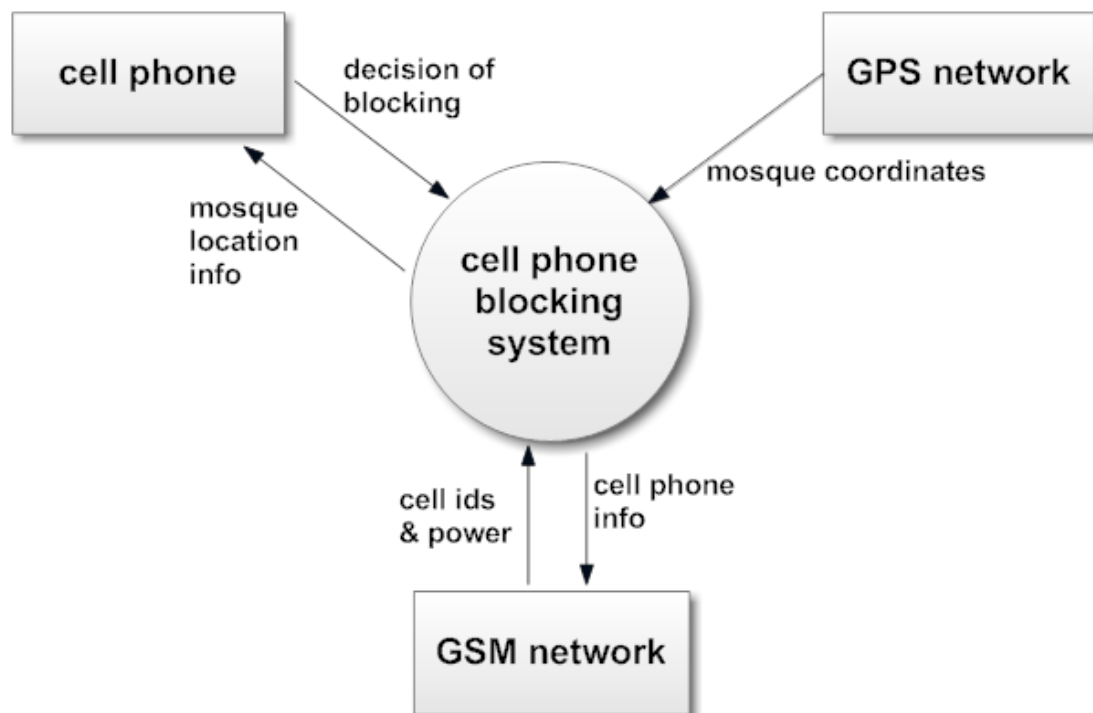 cell phone
decision of
blocking
GPS network
mosque coordinates
mosque
location
info
cell phone
blocking
system
cell ids
& power
cell phone
info
GSM network